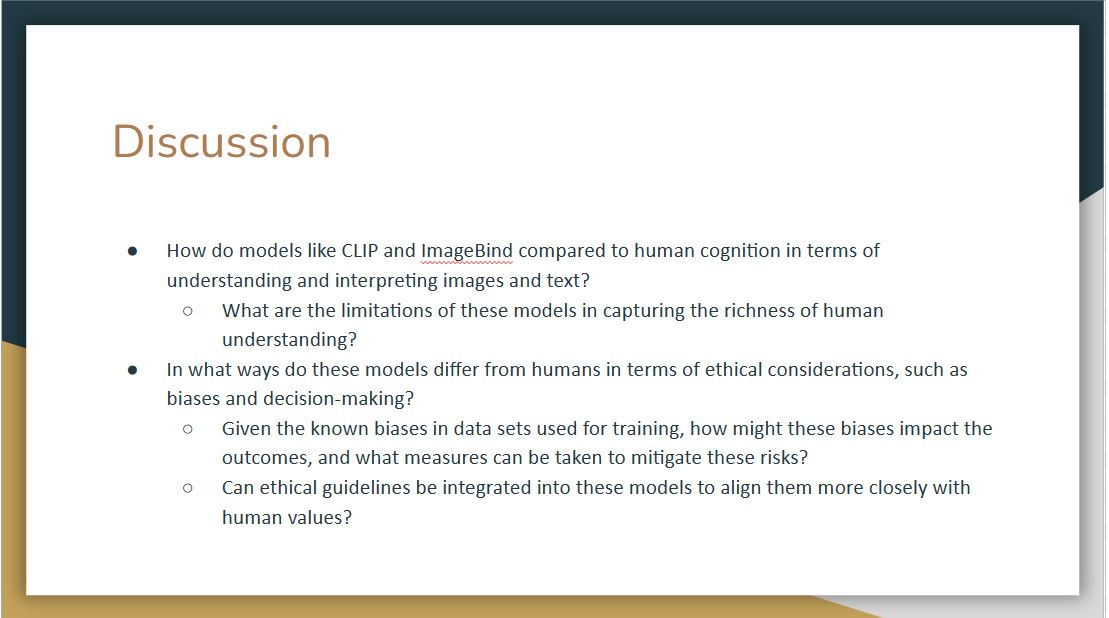 Discussion
● How do models like CLIP and ImageBind compared to human cognition in terms of
understanding and interpreting images and text?
○ What are the limitations of these models in capturing the richness of human
understanding?
● In what ways do these models differ from humans in terms of ethical considerations, such as
biases and decision-making?
○ Given the known biases in data sets used for training, how might these biases impact the
outcomes, and what measures can be taken to mitigate these risks?
○ Can ethical guidelines be integrated into these models to align them more closely with
human values?